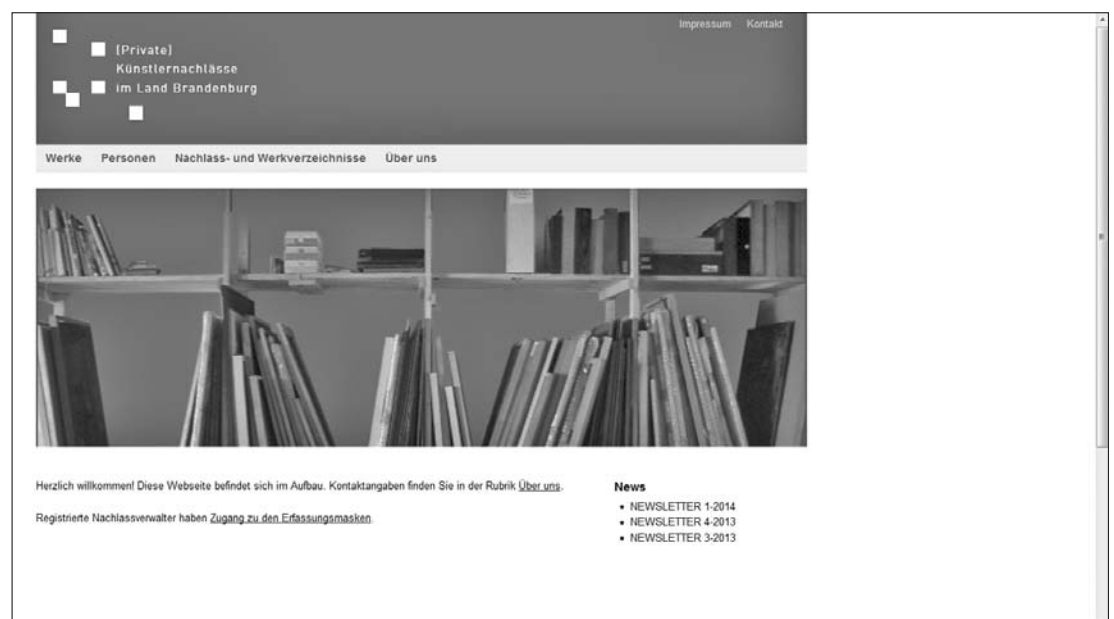 Impressum Kontakt
(Private)
Künstlernachlässe
im Land Brandenburg
Werke Personen Nachlass- und Werkverzeichnisse Über uns
Herzlich willkommen! Diese Webseite befindet sich im Aufbau. Kontaktangaben finden Sie in der Rubrik Über uns.
Registrierte Nachlassverwalter haben Zugang zu den Erfassungsmasken.
News
• NEWSLETTER 1-2014
• NEWSLETTER 4-2013
• NEWSLETTER 3-2013